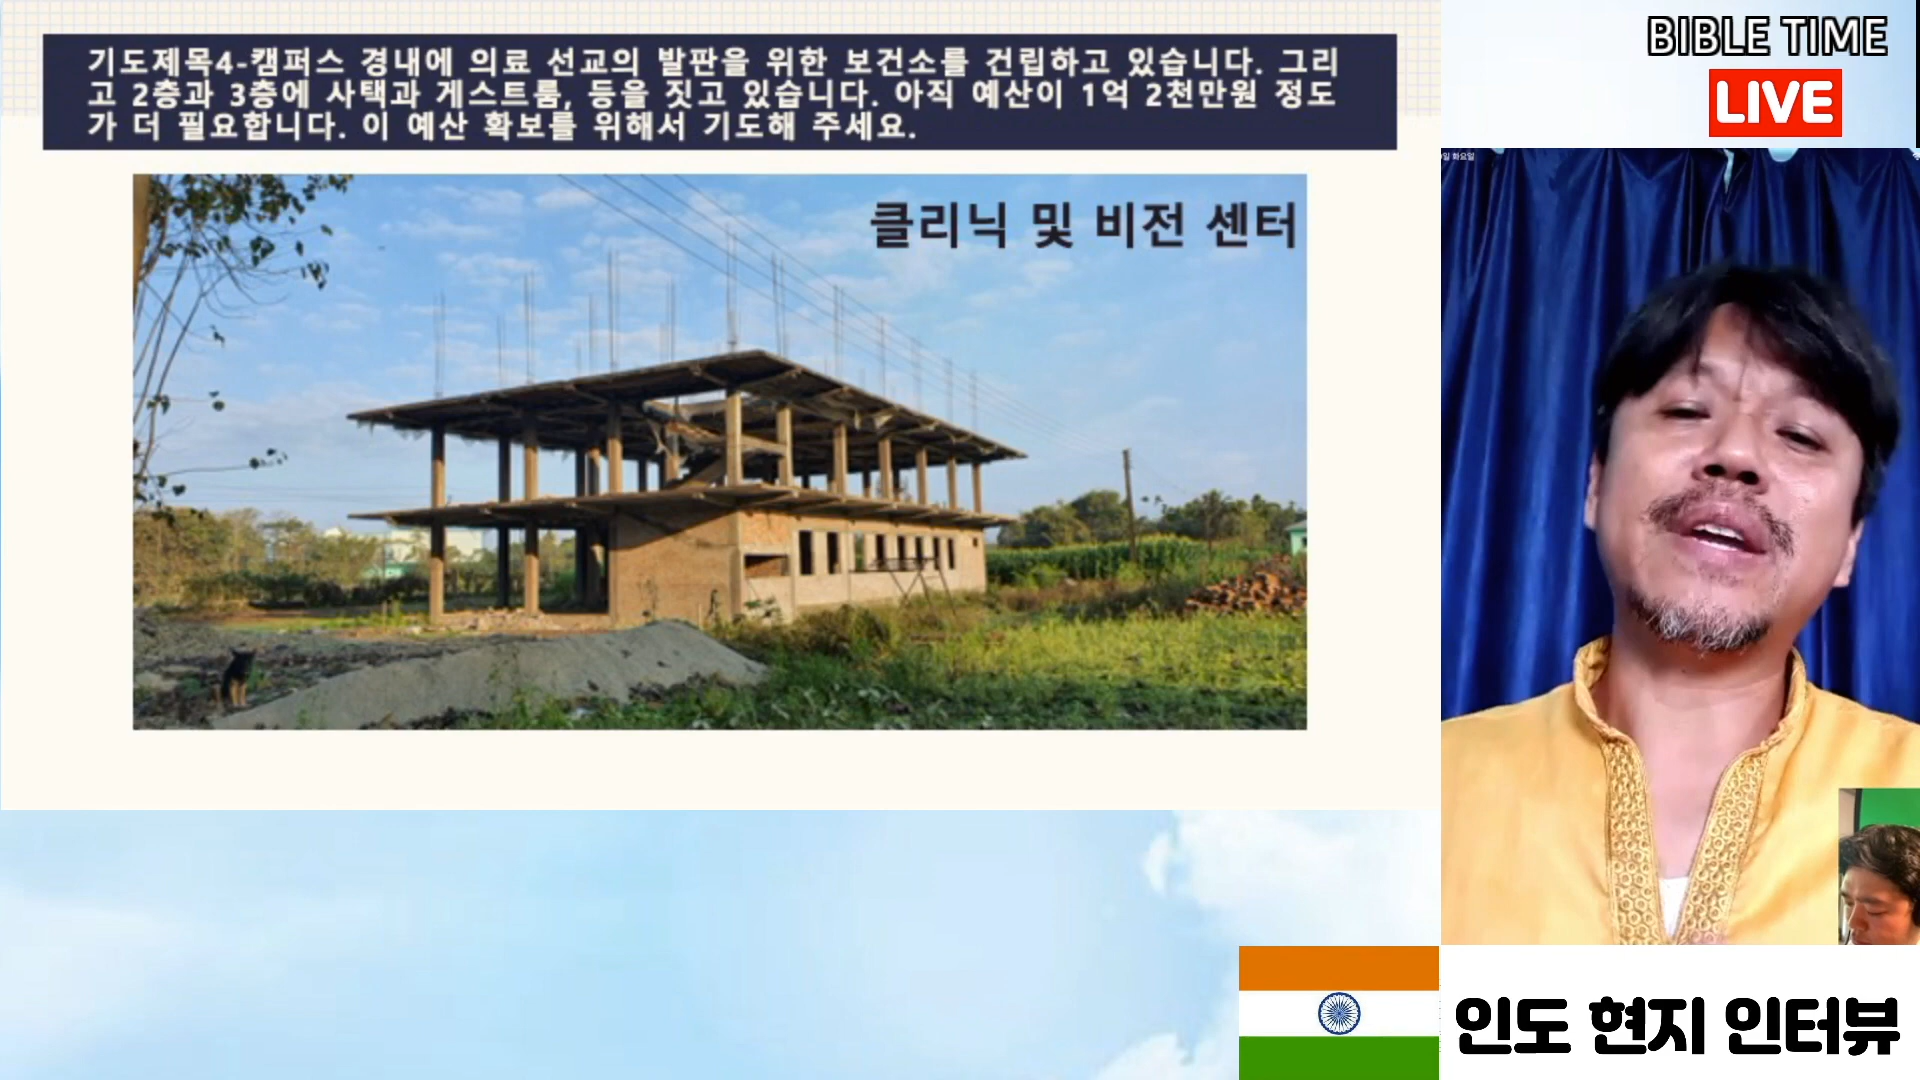 기도제목4-캠퍼스 경내에 의료 선교의 발판을 위한 보건소를 건립하고 있습니다. 그리
고 2층과 3층에 사택과 게스트룸, 등을 짓고 있습니다. 아직 예산이 1억 2천만원 정도
가 더 필요합니다. 이 예산 확보를 위해서 기도해 주세요.
클리닉 및 비전 센터
BIBLE TIME
LIVE
일 화요일
인도 현지 인터뷰